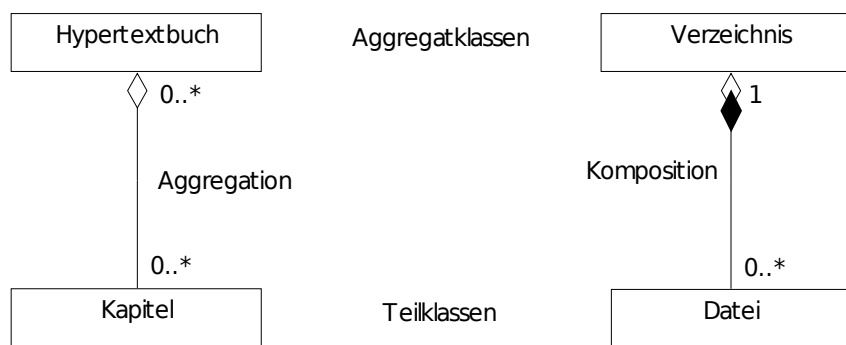 Hypertextbuch
Aggregatklassen
Verzeichnis
0..*
1
Aggregation
Komposition
0..*
0..*
Kapitel
Teilklassen
Datei